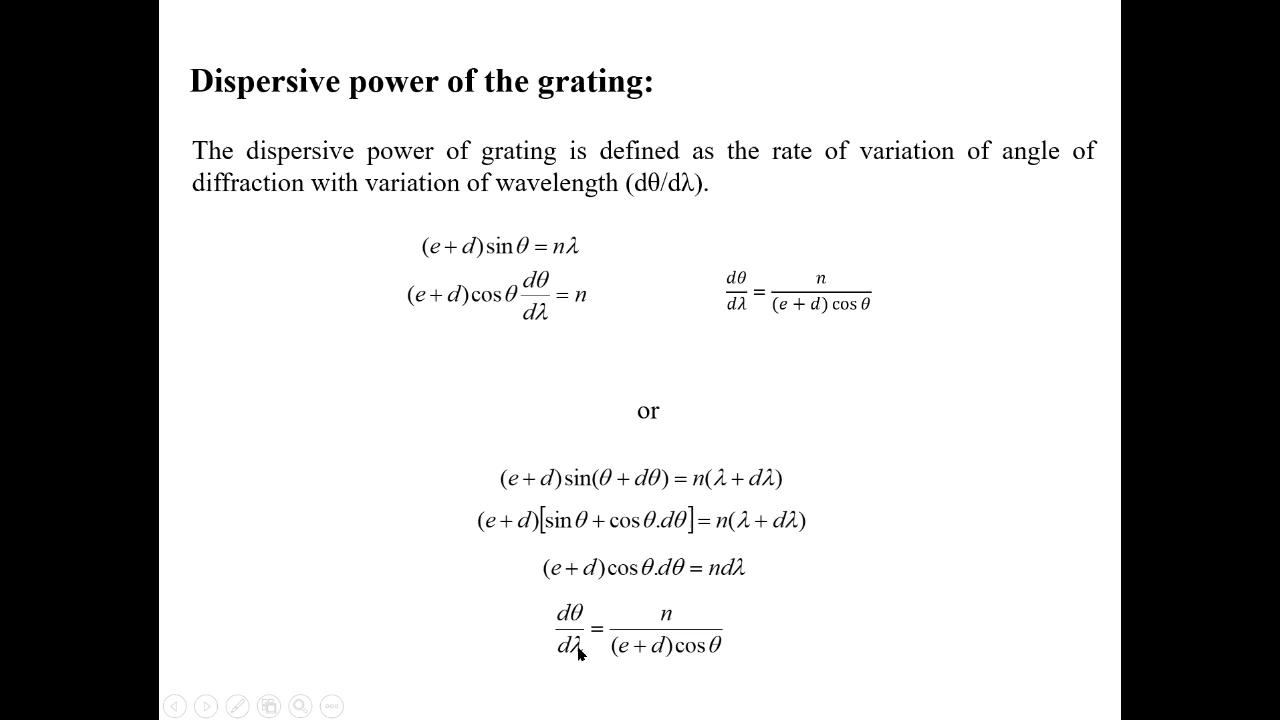 Dispersive power of the grating:
The dispersive power of grating is defined as the rate of variation of angle of
diffraction with variation of wavelength (dθ/dλ).
(e + d) sin θ = nλ
(e + d) cos θ dθ/dλ = n
dθ/dλ = n/((e + d) cos θ)
or
(e + d) sin(θ + dθ) = n(λ + dλ)
(e + d)[sin θ + cos θ.dθ] = n(λ + dλ)
(e + d) cos θ.dθ = ndλ
dθ/dλ = n/((e + d) cos θ)